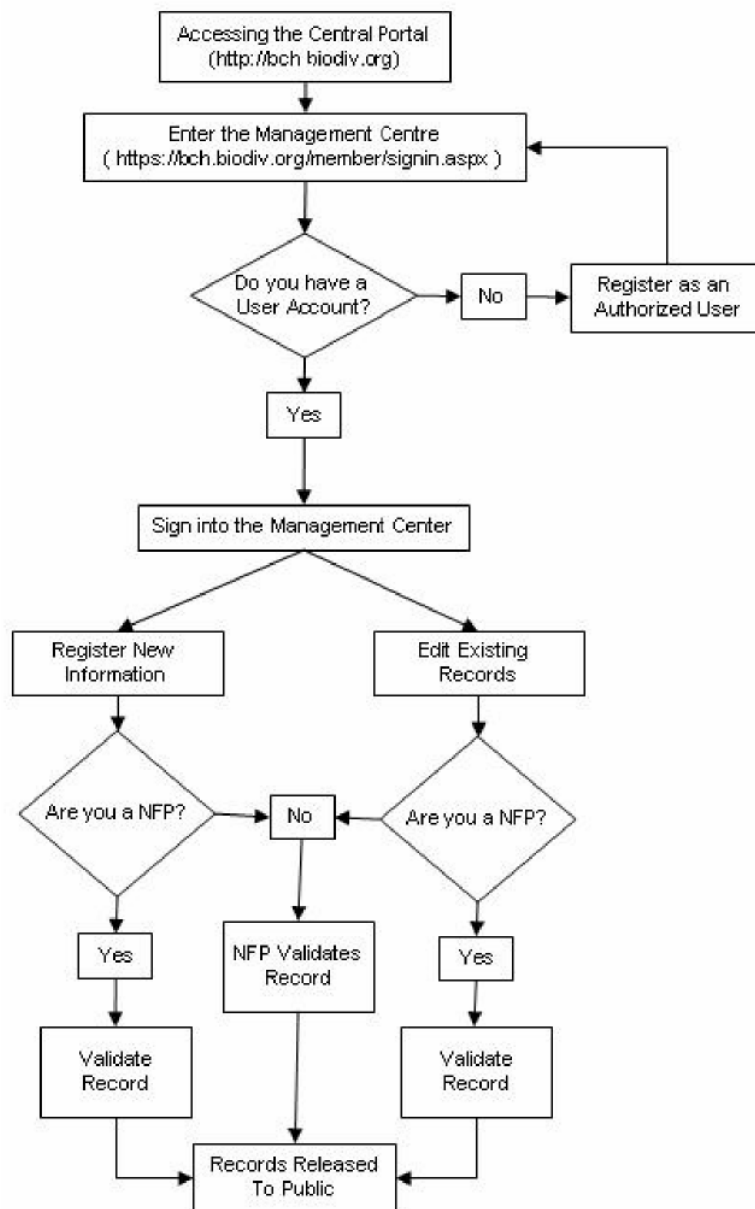 Accessing the Central Portal
(http://bch.biodiv.org)
Enter the Management Centre
( https://bch.biodiv.org/member/signin.aspx )
Do you have a
User Account?
No
Register as an
Authorized User
Yes
Sign into the Management Center
Register New
Information
Edit Existing
Records
Are you a NFP?
No
Are you a NFP?
Yes
NFP Validates
Record
Yes
Validate
Record
Validate
Record
Records Released
To Public